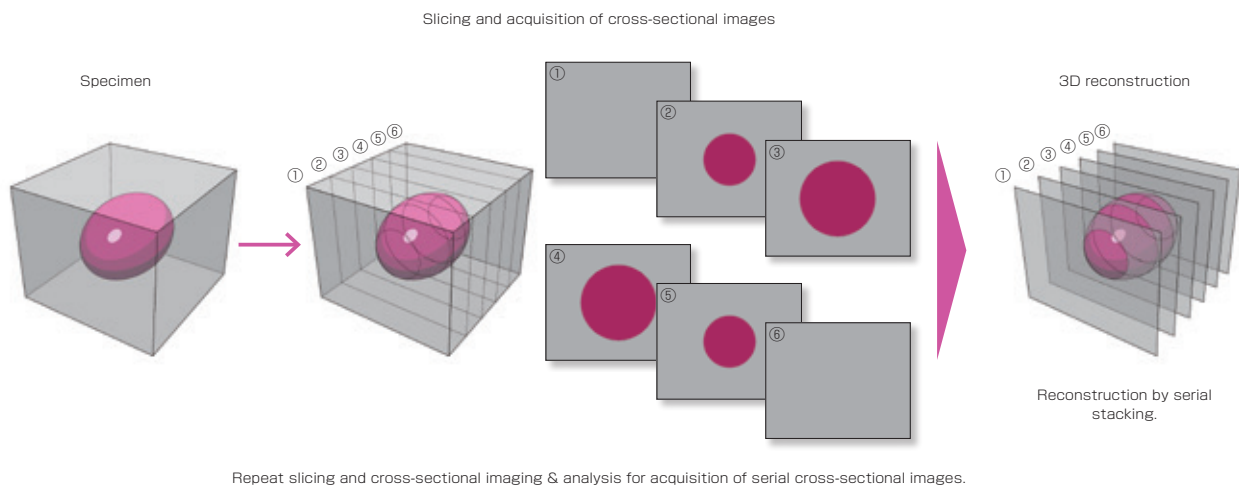 Slicing and acquisition of cross-sectional images
Specimen
3D reconstruction
① ② ③ ④ ⑤ ⑥
①
②
③
④
⑤
⑥
① ② ③ ④ ⑤ ⑥
Reconstruction by serial
stacking.
Repeat slicing and cross-sectional imaging & analysis for acquisition of serial cross-sectional images.